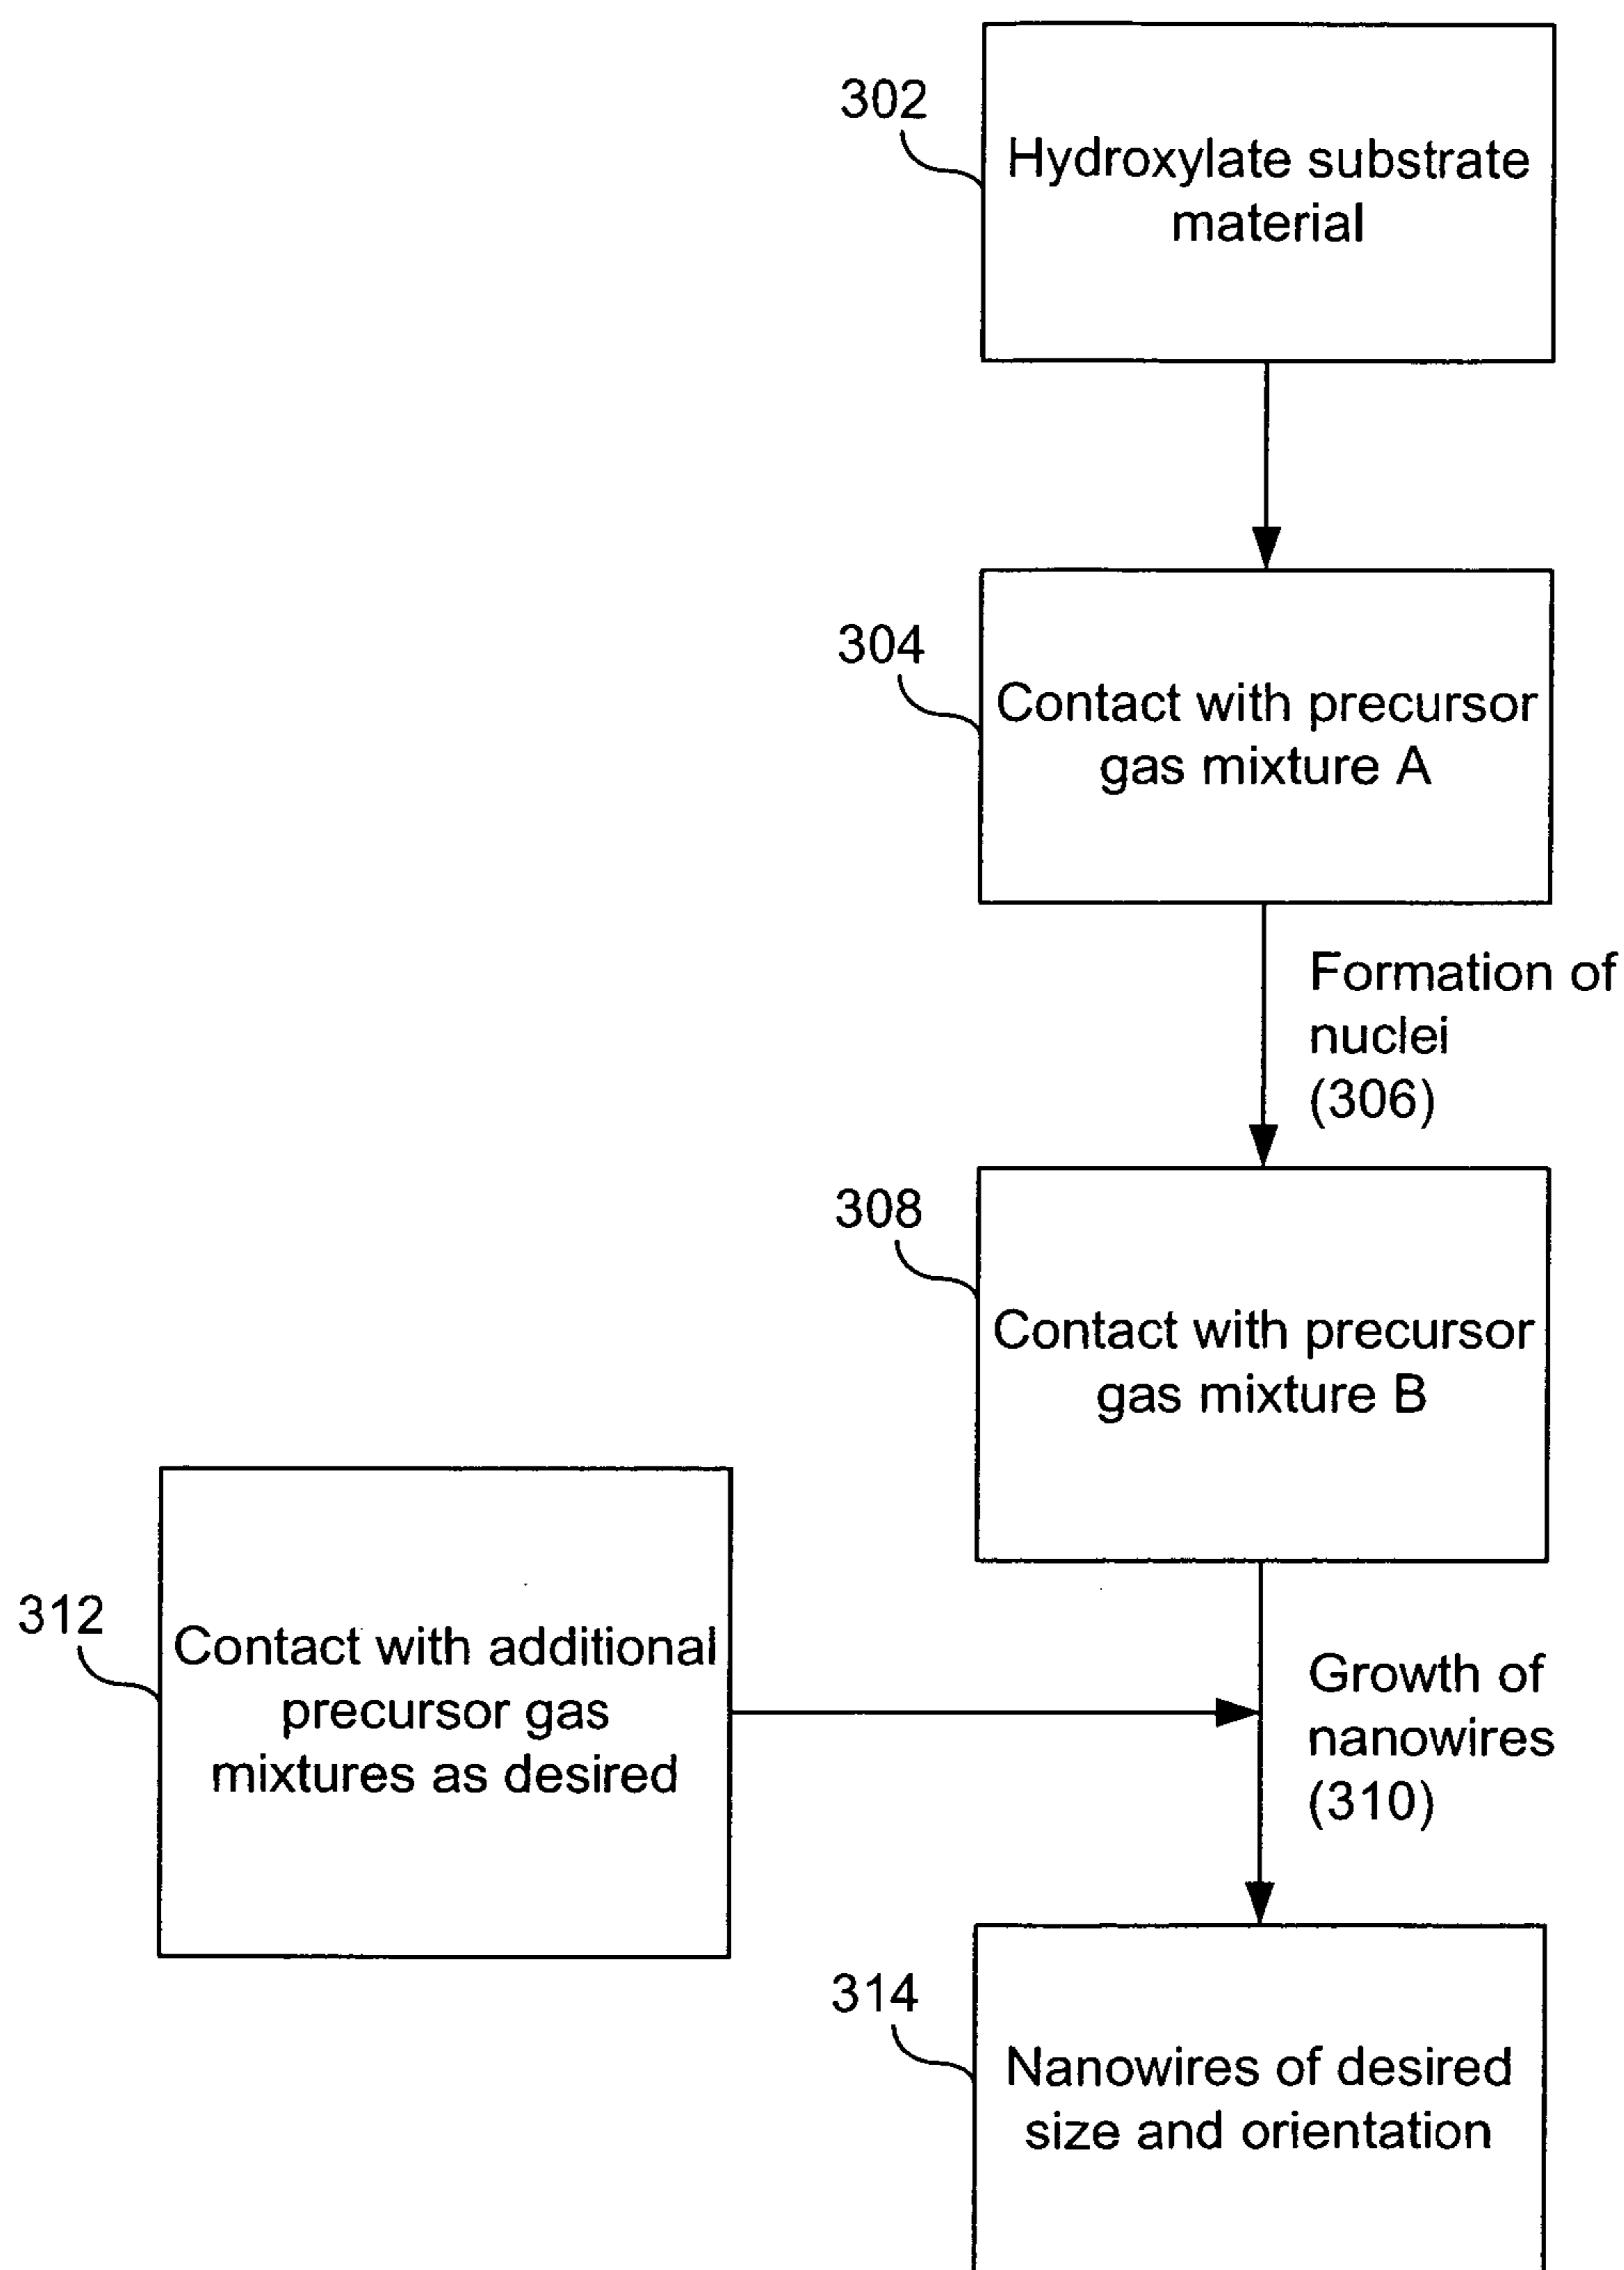 302
Hydroxylate substrate
material
304
Contact with precursor
gas mixture A
Formation of
nuclei
(306)
308
Contact with precursor
gas mixture B
312
Contact with additional
precursor gas
mixtures as desired
Growth of
nanowires
(310)
314
Nanowires of desired
size and orientation